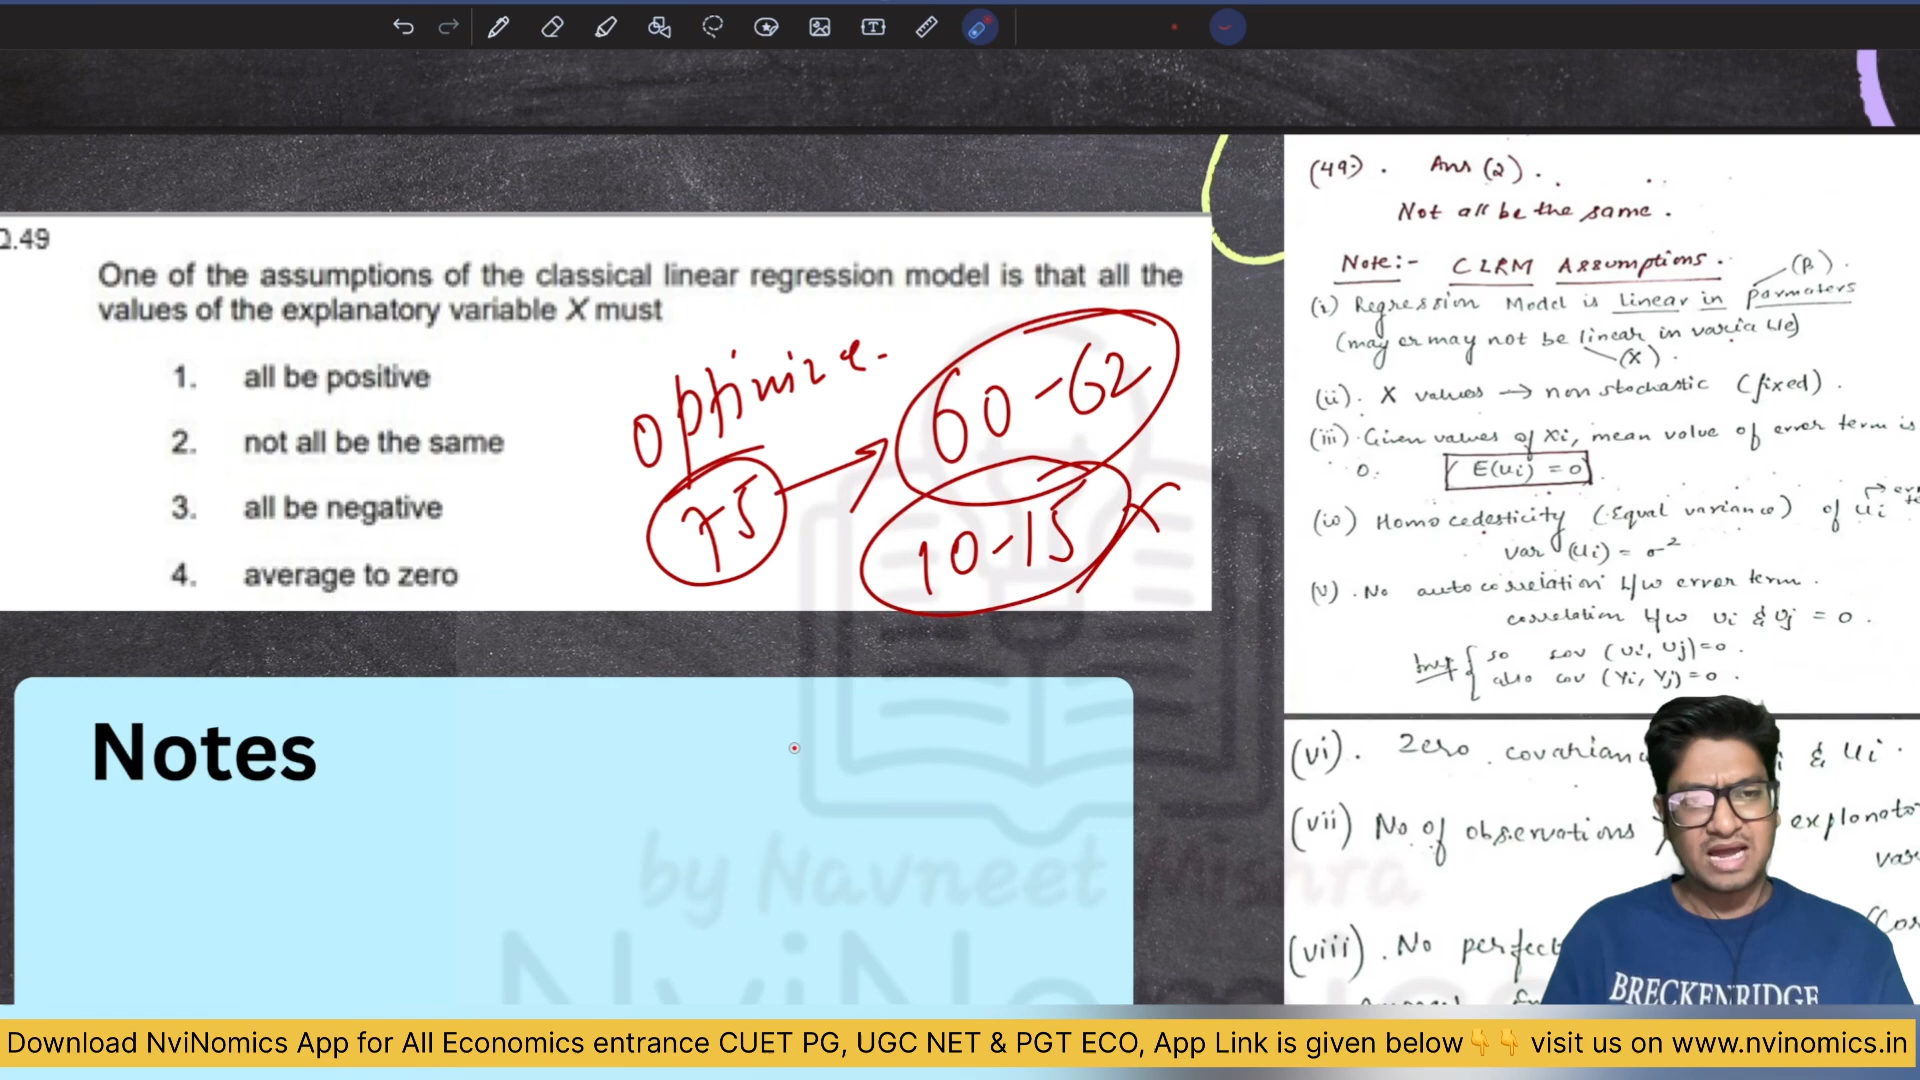 Q.49
One of the assumptions of the classical linear regression model is that all the
values of the explanatory variable X must
1. all be positive
2. not all be the same
3. all be negative
4. average to zero
optimize.
75
60-62
10-15
Notes
by Navneet Mishra
(49) . Ans (2) .
Not all be the same .
Note:- CLRM Assumptions .
(β) .
(i) Regression Model is linear in parmaters
(may or may not be linear in variable)
(X) .
(ii). X values → non stochastic (fixed) .
(iii) . Given values of Xi, mean value of error term is
0. E(ui) = 0
(iv) Homocedesticity (Equal variance) of ui
var (ui) = σ²
(v) . No auto correlation b/w error term .
correlation b/w ui & uj = 0 .
Imp { so cov (ui, uj) = 0 .
also cov (Yi, Yj) = 0 .
(vi) . Zero & ui .
(vii) No of observations
(viii) . No perfect
BRECKENRIDGE
Download NviNomics App for All Economics entrance CUET PG, UGC NET & PGT ECO, App Link is given below👇👇 visit us on www.nvinomics.in